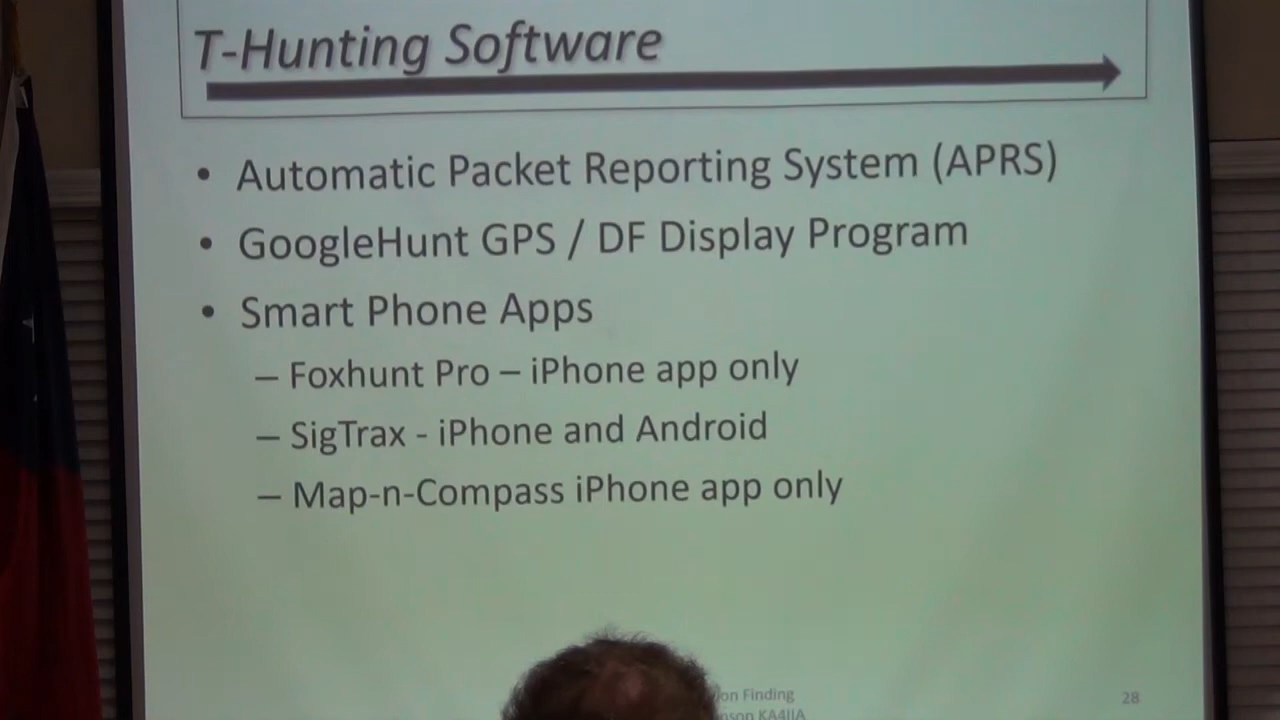 T-Hunting Software
• Automatic Packet Reporting System (APRS)
• GoogleHunt GPS / DF Display Program
• Smart Phone Apps
– Foxhunt Pro – iPhone app only
– SigTrax - iPhone and Android
– Map-n-Compass iPhone app only
Finding
28